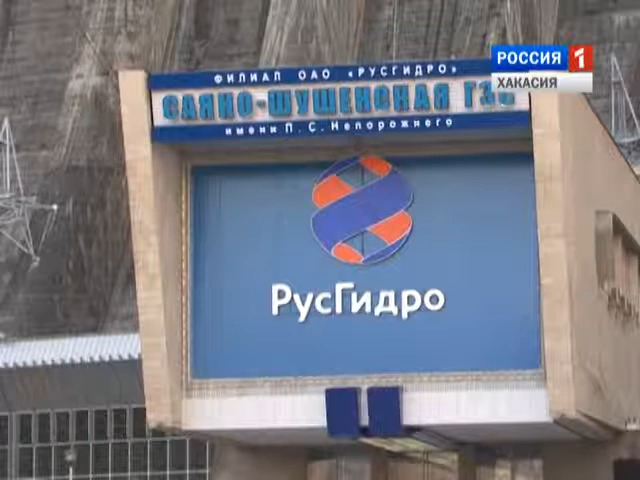 РОССИЯ 1
ХАКАСИЯ
ФИЛИАЛ ОАО «РУСГИДРО»
САЯНО-ШУШЕНСКАЯ ГЭС
имени П. С. Непорожнего
РусГидро